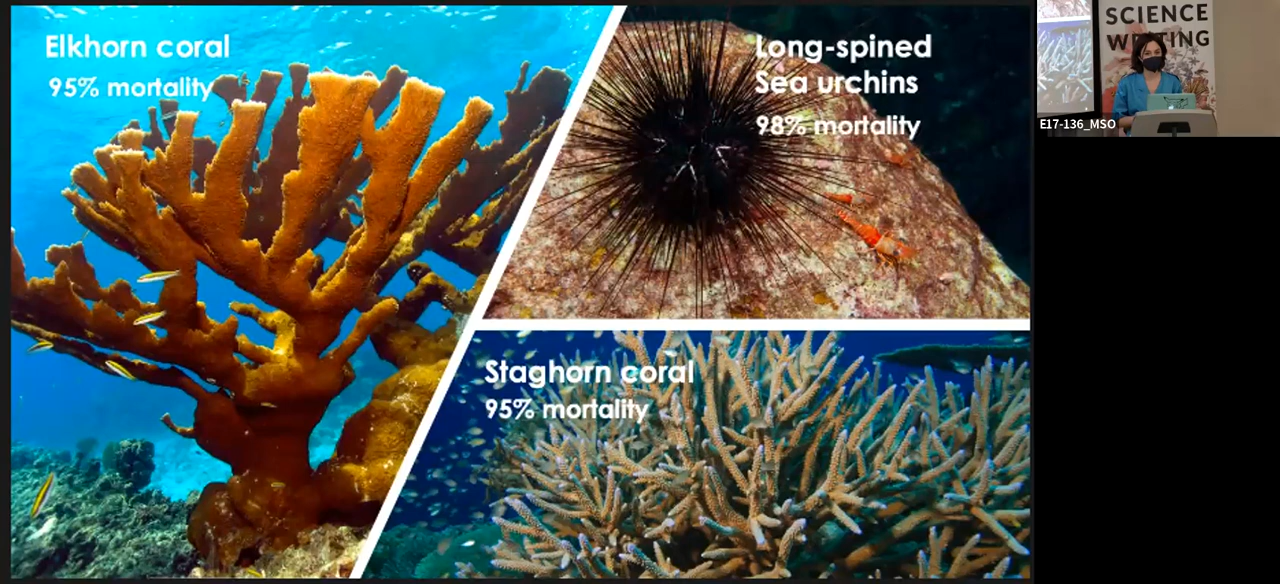 Elkhorn coral
95% mortality
Long-spined
Sea urchins
98% mortality
Staghorn coral
95% mortality
SCIENCE
WRITING
E17-136_MSO